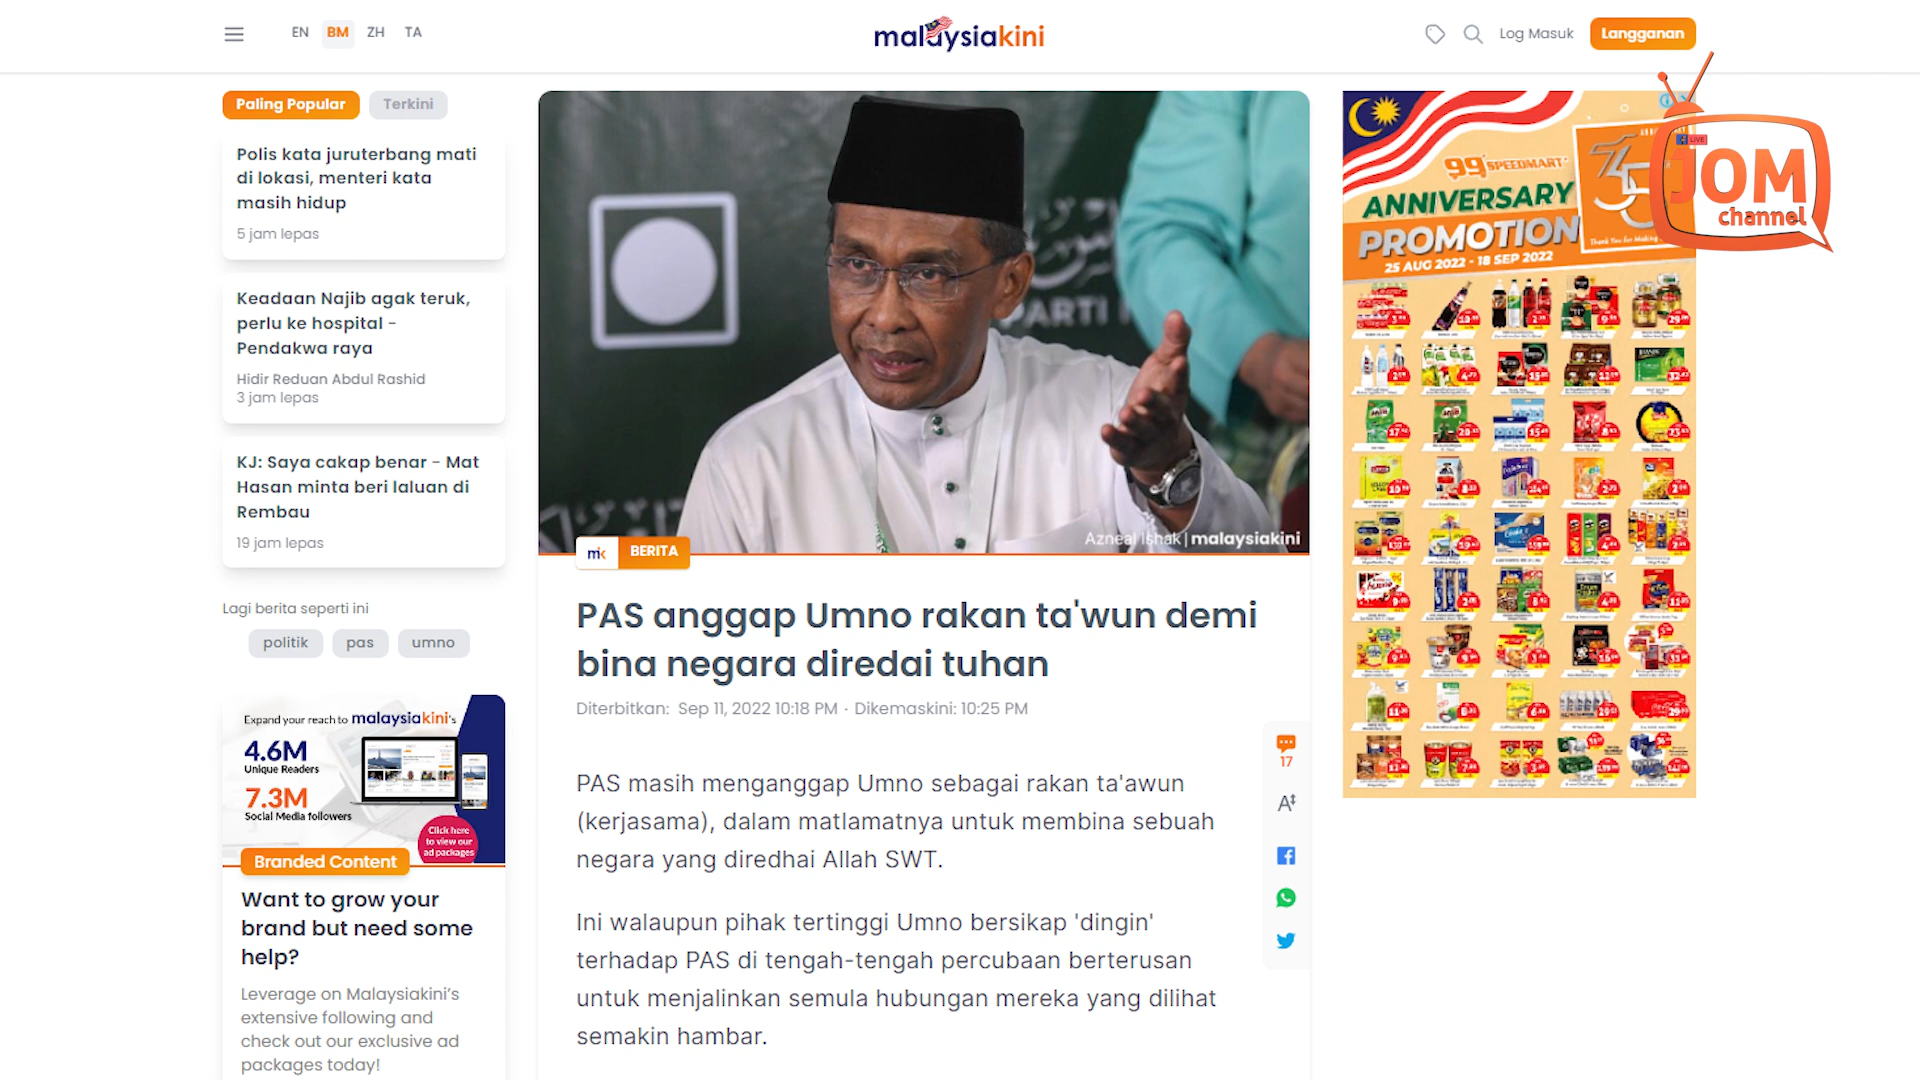 EN BM ZH TA
malaysiakini
Log Masuk
Langganan
Paling Popular
Terkini
Polis kata juruterbang mati
di lokasi, menteri kata
masih hidup
5 jam lepas
Keadaan Najib agak teruk,
perlu ke hospital -
Pendakwa raya
Hidir Reduan Abdul Rashid
3 jam lepas
KJ: Saya cakap benar - Mat
Hasan minta beri laluan di
Rembau
19 jam lepas
Lagi berita seperti ini
politik
pas
umno
Expand your reach to malaysiakini's
4.6M
Unique Readers
7.3M
Social Media followers
Click here
to view our
ad packages
Branded Content
Want to grow your
brand but need some
help?
Leverage on Malaysiakini's
extensive following and
check out our exclusive ad
packages today!
PARTI
Azneal Ishak | malaysiakini
mk
BERITA
PAS anggap Umno rakan ta'wun demi
bina negara diredai tuhan
Diterbitkan: Sep 11, 2022 10:18 PM · Dikemaskini: 10:25 PM
PAS masih menganggap Umno sebagai rakan ta'awun
(kerjasama), dalam matlamatnya untuk membina sebuah
negara yang diredhai Allah SWT.
Ini walaupun pihak tertinggi Umno bersikap 'dingin'
terhadap PAS di tengah-tengah percubaan berterusan
untuk menjalinkan semula hubungan mereka yang dilihat
semakin hambar.
17
99 SPEEDMART
ANNIVERSARY
PROMOTION
25 AUG 2022 - 18 SEP 2022
35
Thank You for Making
LIVE
JOM
channel